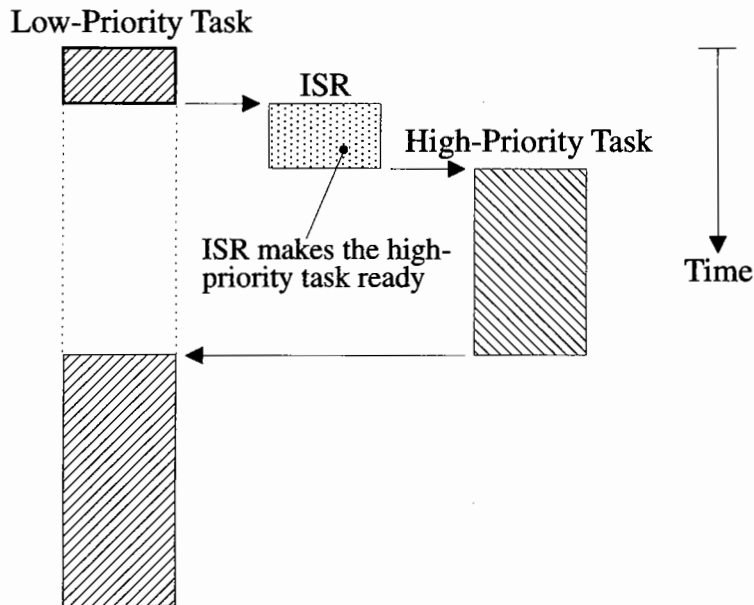 Low-Priority Task
ISR
High-Priority Task
ISR makes the high-
priority task ready
Time